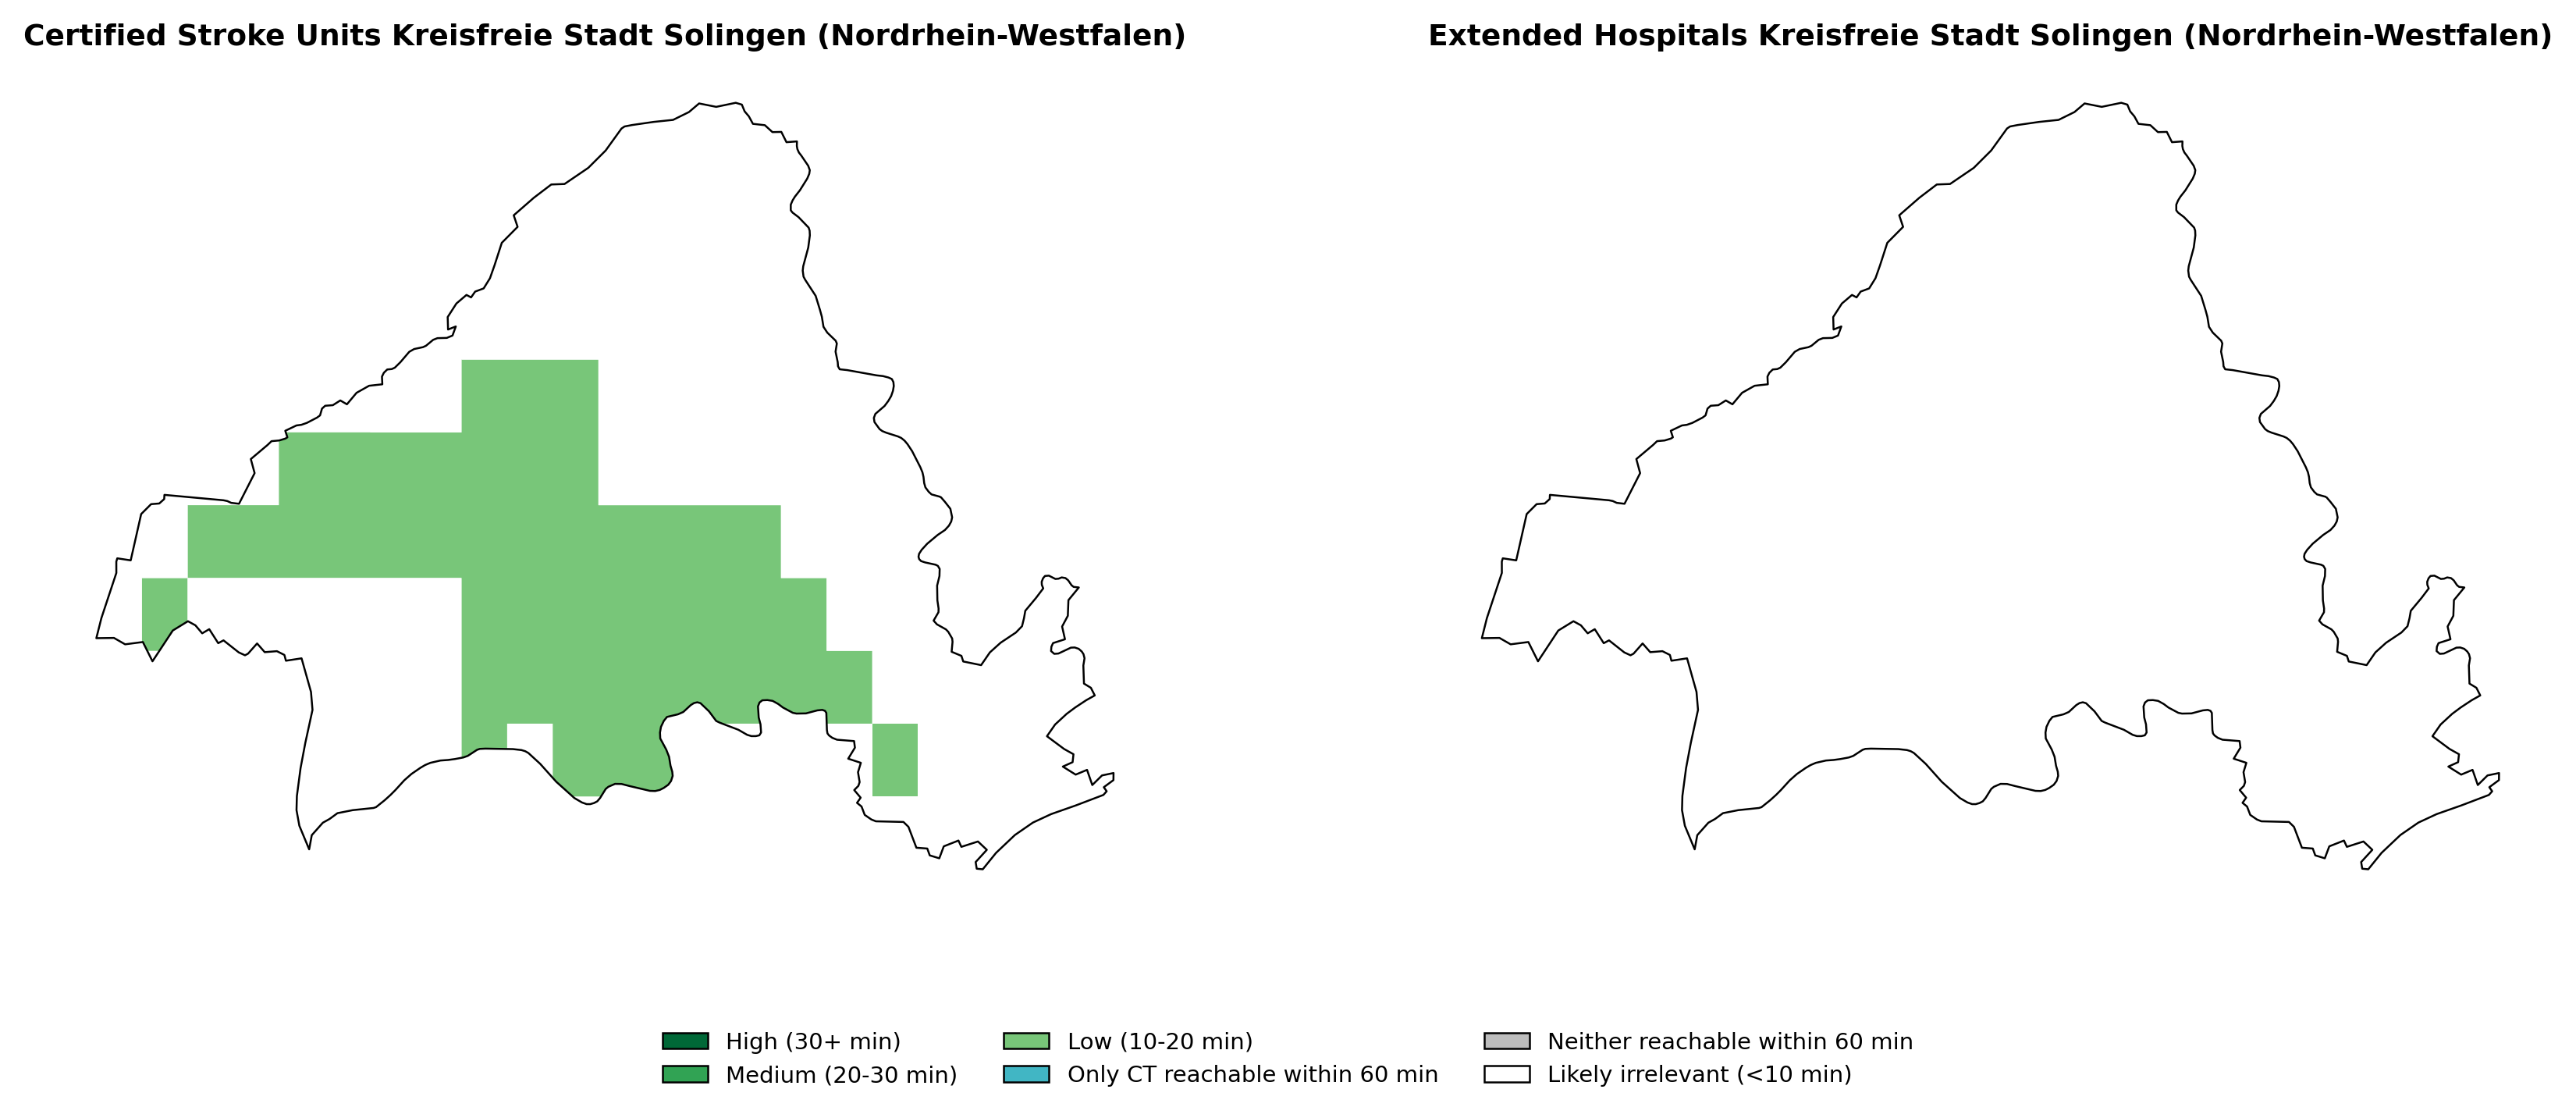 Certified Stroke Units Kreisfreie Stadt Solingen (Nordrhein-Westfalen)
Extended Hospitals Kreisfreie Stadt Solingen (Nordrhein-Westfalen)
High (30+ min)
Medium (20-30 min)
Low (10-20 min)
Only CT reachable within 60 min
Neither reachable within 60 min
Likely irrelevant (<10 min)